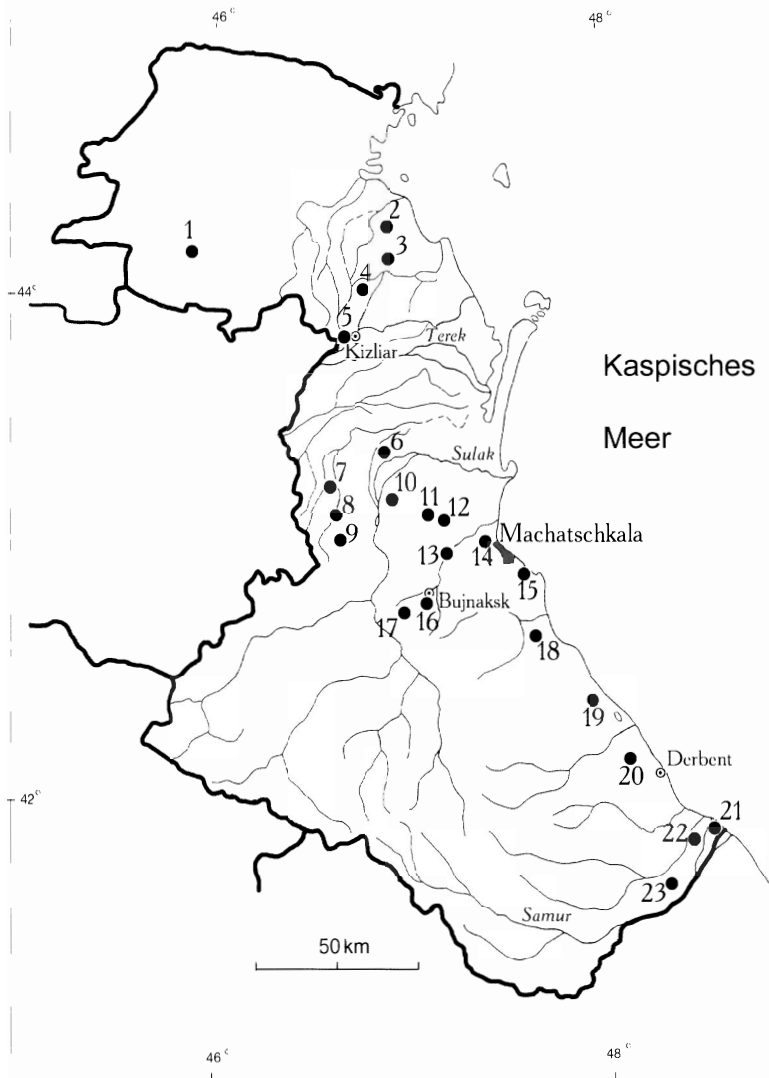 46°
48°
1
2
3
44°
4
5
Terek
Kizliar
Kaspisches
Meer
6
Sulak
7
10
8
11
12
9
Machatschkala
13
14
15
Bujnaksk
17
16
18
19
Derbent
20
42°
21
22
23
Samur
50 km
46°
48°